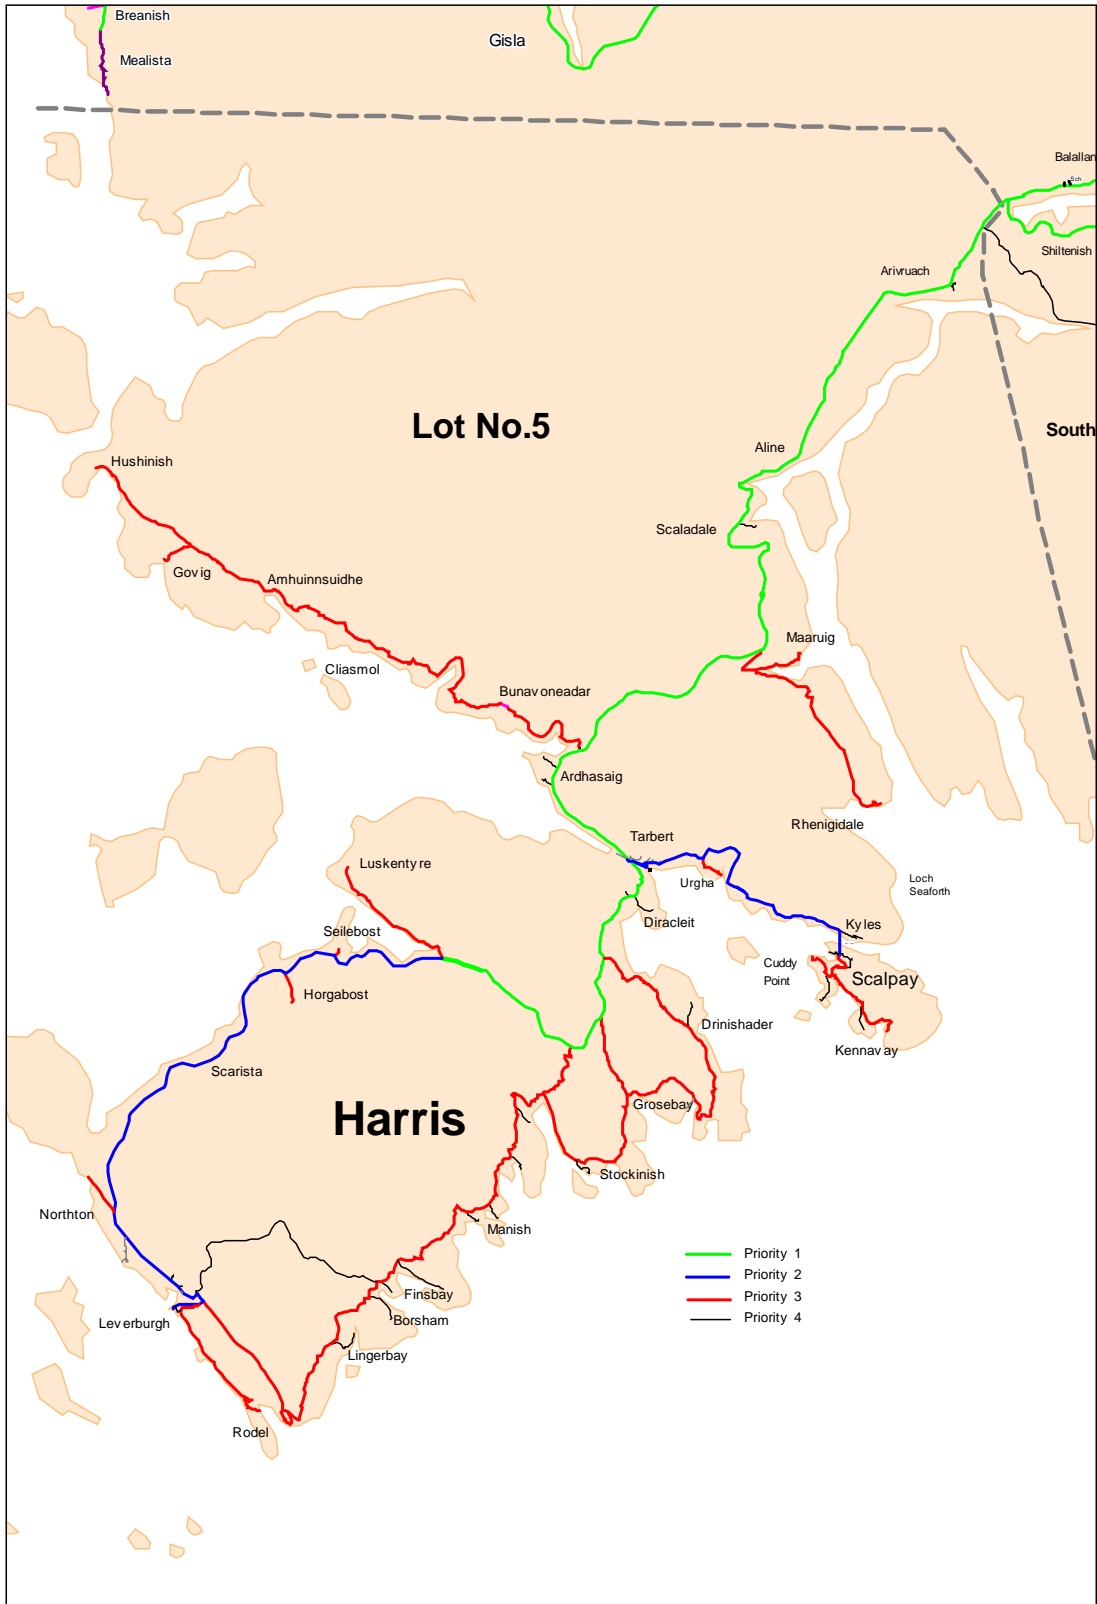 Breanish
Gisla
Mealista
Balallan
Sch
Shiltenish
Arivruach
Lot No.5
South
Aline
Hushinish
Scaladale
Govig
Amhuinnsuidhe
Maaruig
Cliasmol
Bunavoneadar
Ardhasaig
Rhenigidale
Tarbert
Luskentyre
Urgha
Loch
Seaforth
Diracleit
Kyles
Seilebost
Cuddy
Point
Scalpay
Horgabost
Drinishader
Kennavay
Scarista
Harris
Grosebay
Stockinish
Northton
Manish
Priority 1
Priority 2
Priority 3
Priority 4
Finsbay
Borsham
Leverburgh
Lingerbay
Rodel